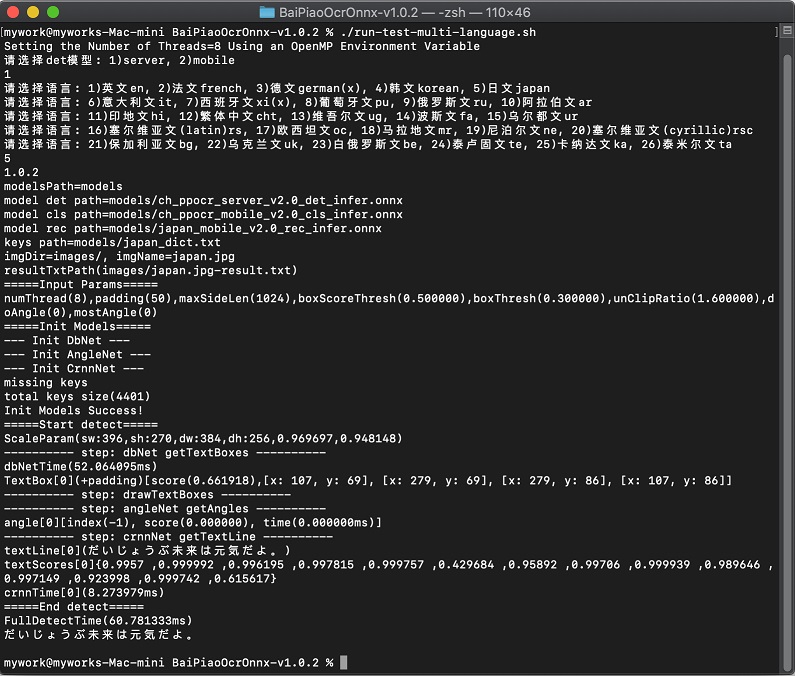 BaiPiaoOcrOnnx-v1.0.2 — -zsh — 110×46
[mywork@myworks-Mac-mini BaiPiaoOcrOnnx-v1.0.2 % ./run-test-multi-language.sh ]
Setting the Number of Threads=8 Using an OpenMP Environment Variable
请选择det模型: 1)server, 2)mobile
1
请选择语言: 1)英文en, 2)法文french, 3)德文german(x), 4)韩文korean, 5)日文japan
请选择语言: 6)意大利文it, 7)西班牙文xi(x), 8)葡萄牙文pu, 9)俄罗斯文ru, 10)阿拉伯文ar
请选择语言: 11)印地文hi, 12)繁体中文cht, 13)维吾尔文ug, 14)波斯文fa, 15)乌尔都文ur
请选择语言: 16)塞尔维亚文(latin)rs, 17)欧西坦文oc, 18)马拉地文mr, 19)尼泊尔文ne, 20)塞尔维亚文(cyrillic)rsc
请选择语言: 21)保加利亚文bg, 22)乌克兰文uk, 23)白俄罗斯文be, 24)泰卢固文te, 25)卡纳达文ka, 26)泰米尔文ta
5
1.0.2
modelsPath=models
model det path=models/ch_ppocr_server_v2.0_det_infer.onnx
model cls path=models/ch_ppocr_mobile_v2.0_cls_infer.onnx
model rec path=models/japan_mobile_v2.0_rec_infer.onnx
keys path=models/japan_dict.txt
imgDir=images/, imgName=japan.jpg
resultTxtPath(images/japan.jpg-result.txt)
=====Input Params=====
numThread(8),padding(50),maxSideLen(1024),boxScoreThresh(0.500000),boxThresh(0.300000),unClipRatio(1.600000),d
oAngle(0),mostAngle(0)
=====Init Models=====
--- Init DbNet ---
--- Init AngleNet ---
--- Init CrnnNet ---
missing keys
total keys size(4401)
Init Models Success!
=====Start detect=====
ScaleParam(sw:396,sh:270,dw:384,dh:256,0.969697,0.948148)
---------- step: dbNet getTextBoxes ----------
dbNetTime(52.064095ms)
TextBox[0](+padding)[score(0.661918),[x: 107, y: 69], [x: 279, y: 69], [x: 279, y: 86], [x: 107, y: 86]]
---------- step: drawTextBoxes ----------
---------- step: angleNet getAngles ----------
angle[0][index(-1), score(0.000000), time(0.000000ms)]
---------- step: crnnNet getTextLine ----------
textLine[0](だいじょうぶ未来は元気だよ。)
textScores[0]{0.9957 ,0.999992 ,0.996195 ,0.997815 ,0.999757 ,0.429684 ,0.95892 ,0.99706 ,0.999939 ,0.989646 ,
0.997149 ,0.923998 ,0.999742 ,0.615617}
crnnTime[0](8.273979ms)
=====End detect=====
FullDetectTime(60.781333ms)
だいじょうぶ未来は元気だよ。
mywork@myworks-Mac-mini BaiPiaoOcrOnnx-v1.0.2 %